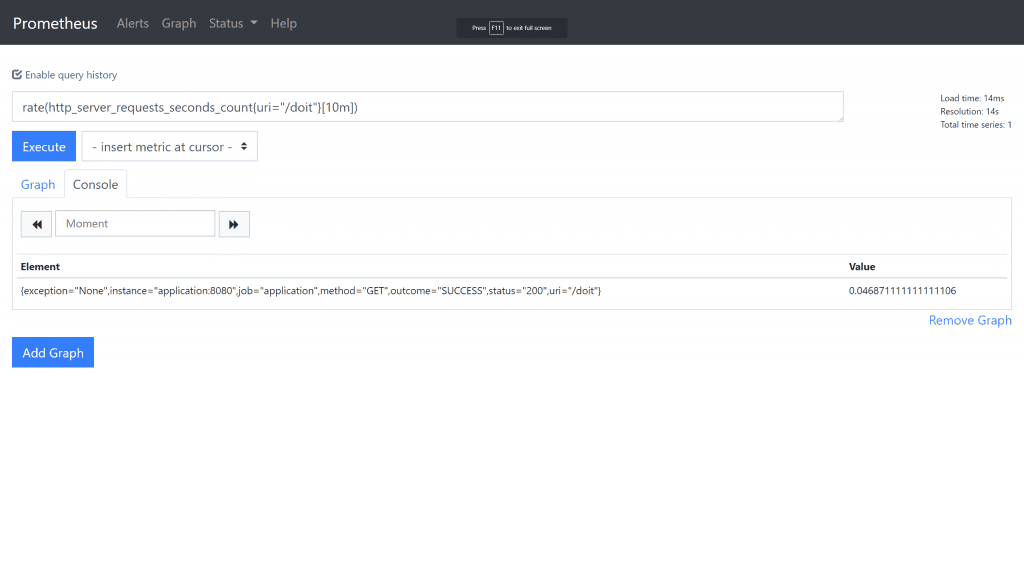 Prometheus Alerts Graph Status Help
Press F11 to exit full screen
Enable query history
rate(http_server_requests_seconds_count{uri="/doit"}[10m])
Load time: 14ms
Resolution: 14s
Total time series: 1
Execute - insert metric at cursor -
Graph Console
Moment
Element Value
{exception="None",instance="application:8080",job="application",method="GET",outcome="SUCCESS",status="200",uri="/doit"} 0.046871111111111106
Remove Graph
Add Graph